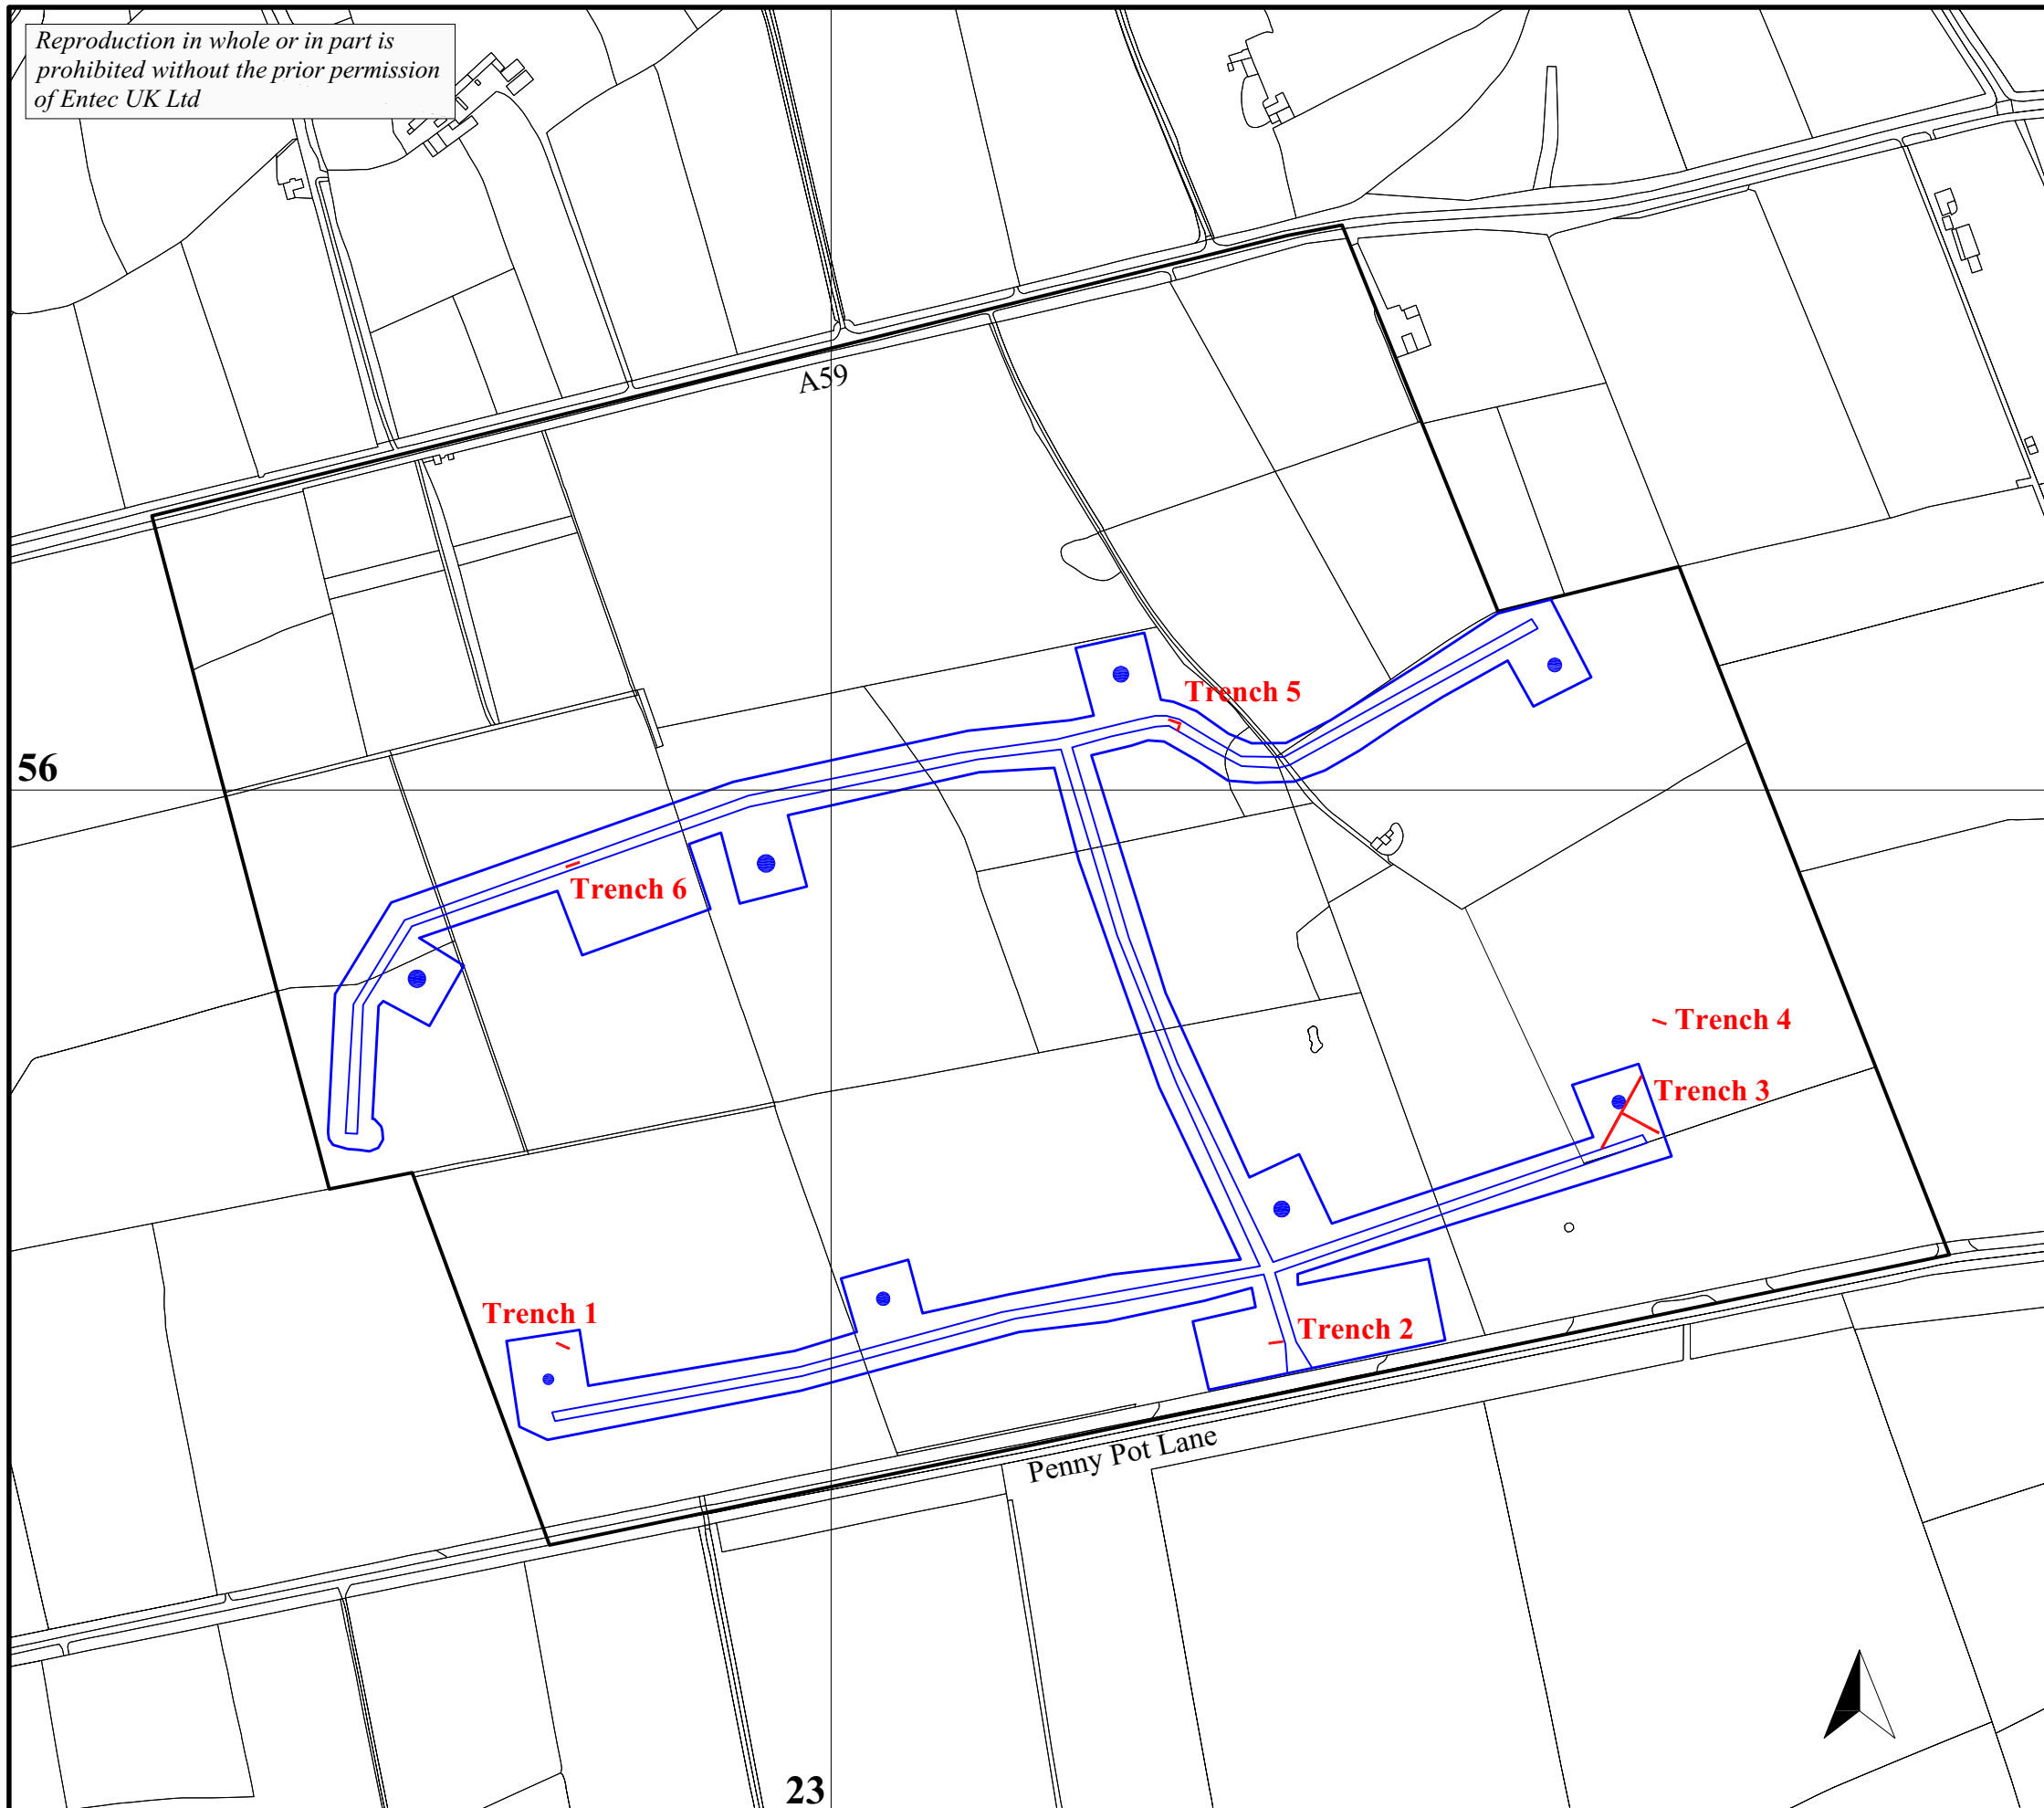 Reproduction in whole or in part is
prohibited without the prior permission
of Entec UK Ltd
A59
Trench 5
56
Trench 6
Trench 4
Trench 3
Trench 1
Trench 2
Penny Pot Lane
23